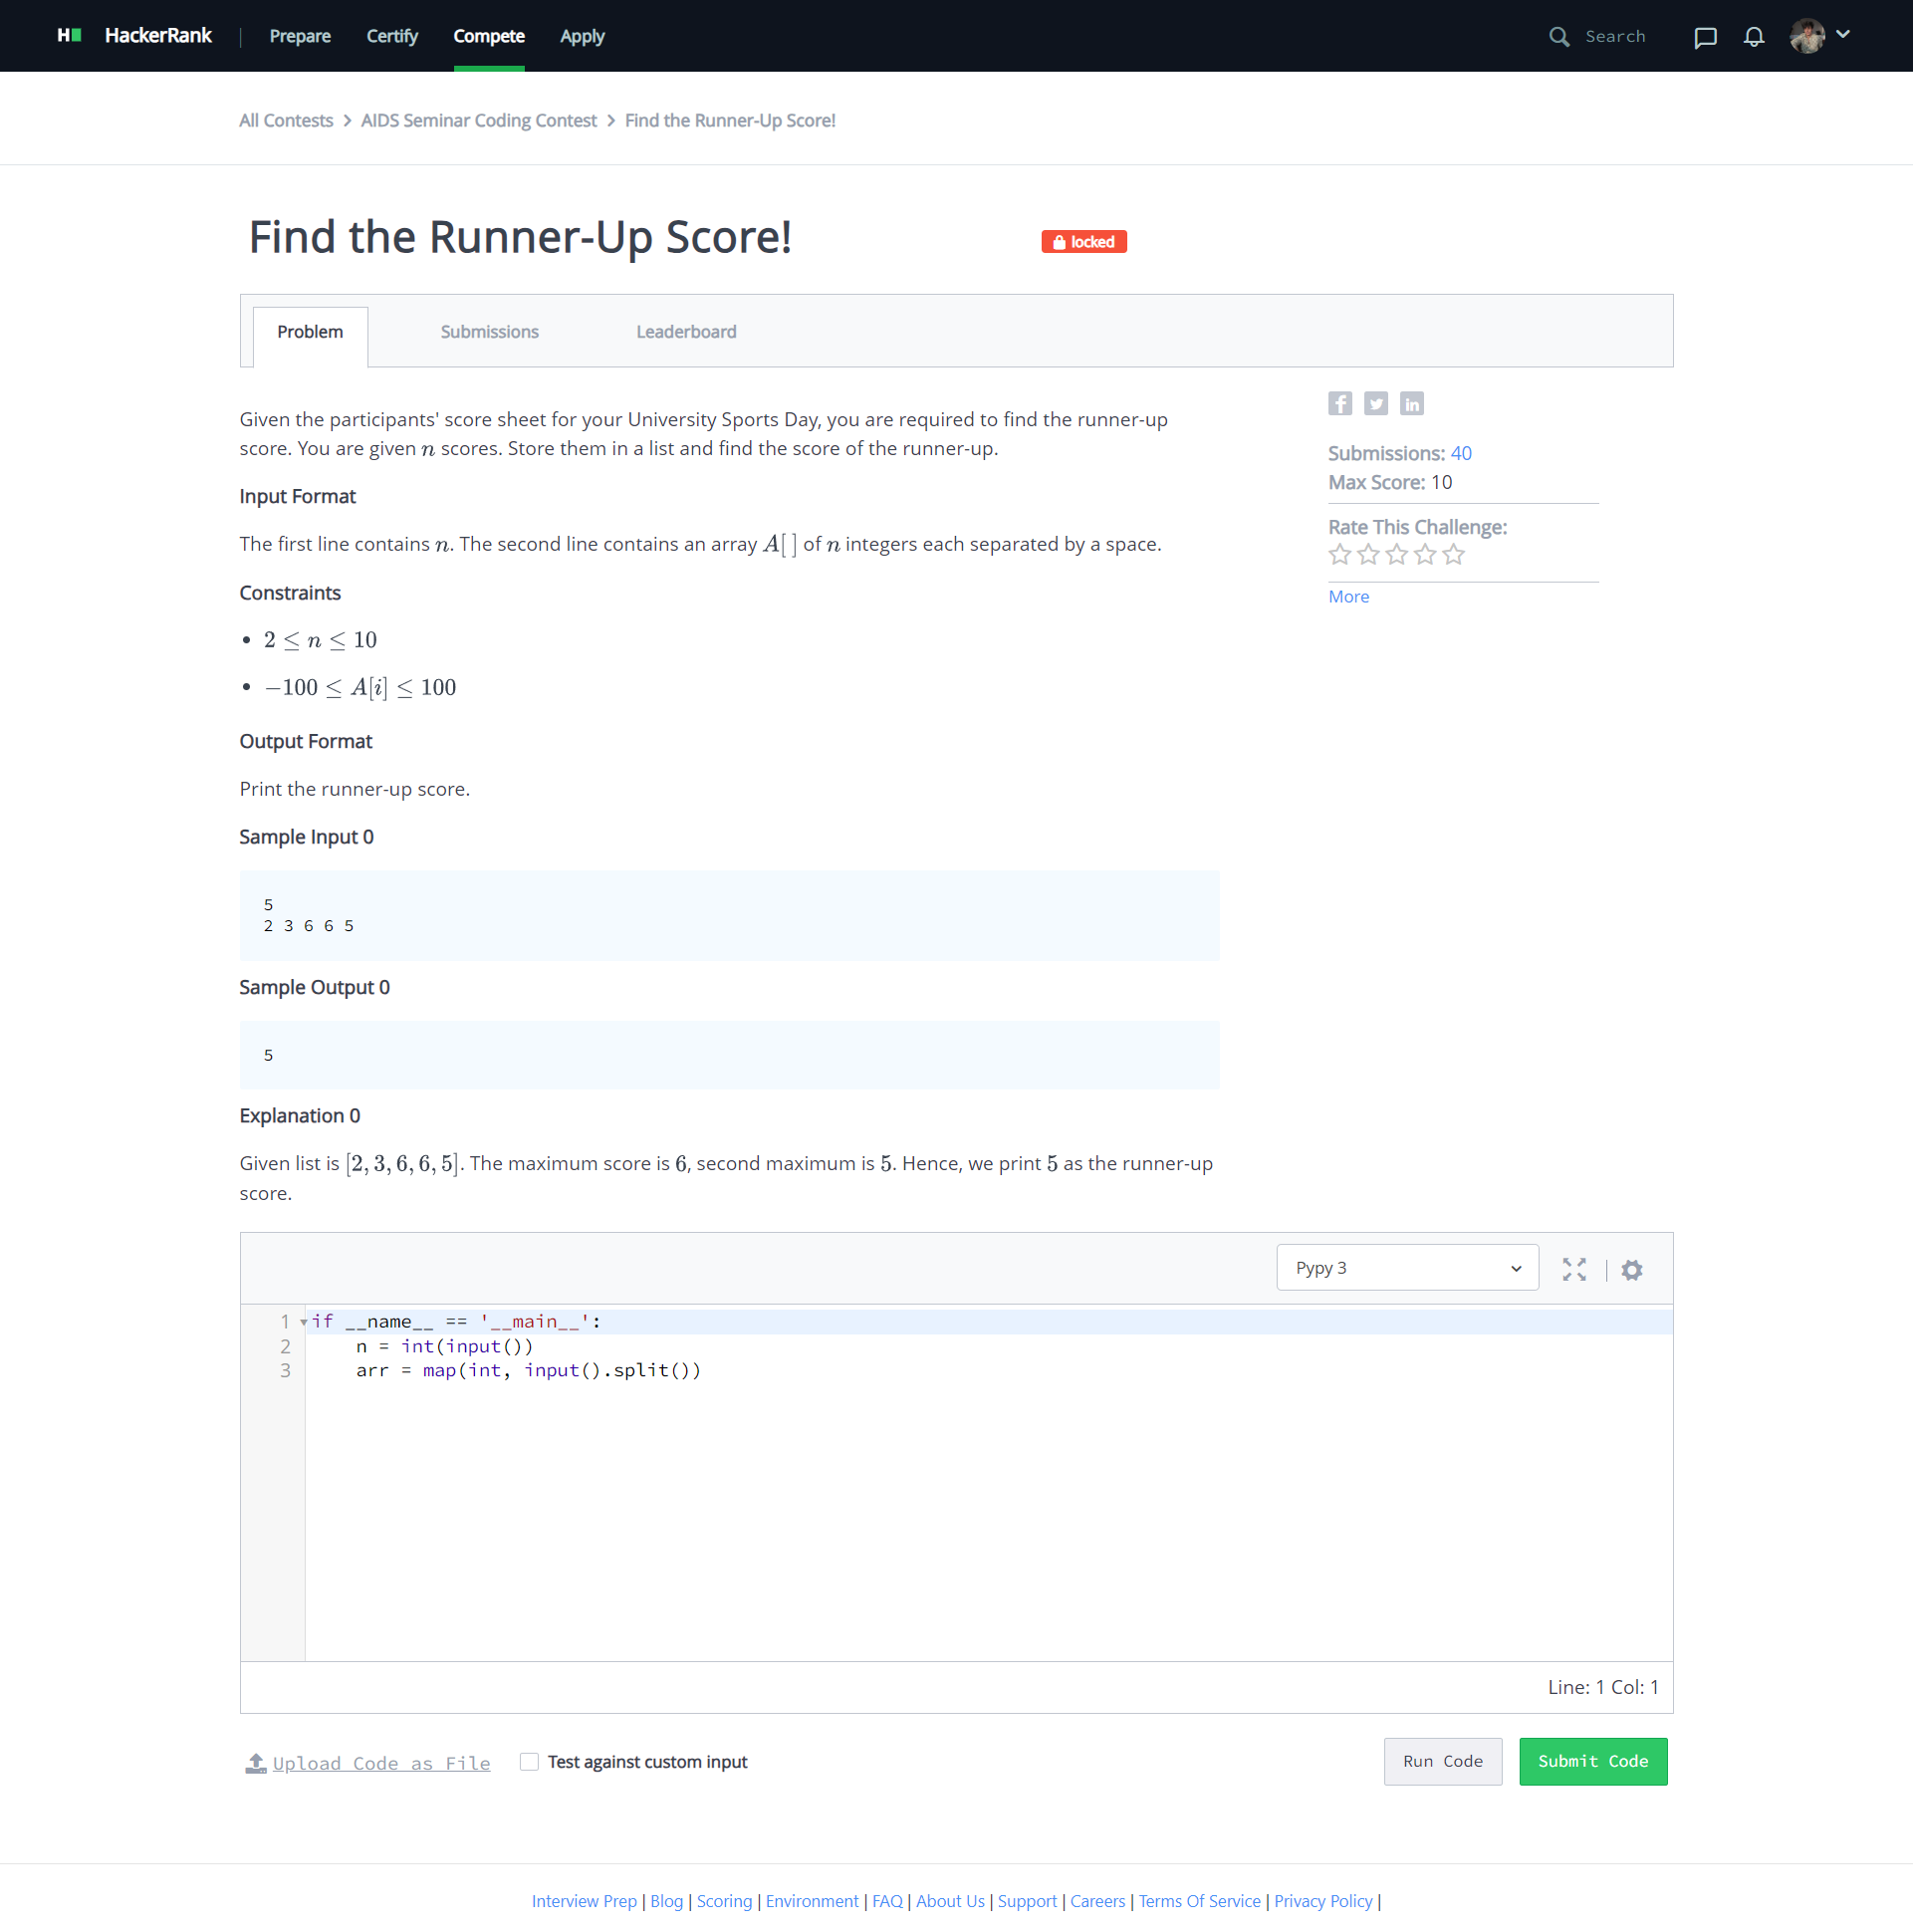 H HackerRank | Prepare Certify Compete Apply Search
All Contests > AIDS Seminar Coding Contest > Find the Runner-Up Score!
Find the Runner-Up Score!
locked
Problem Submissions Leaderboard
Given the participants' score sheet for your University Sports Day, you are required to find the runner-up
score. You are given n scores. Store them in a list and find the score of the runner-up.
Submissions: 40
Max Score: 10
Rate This Challenge:
More
Input Format
The first line contains n. The second line contains an array A[ ] of n integers each separated by a space.
Constraints
• 2 ≤ n ≤ 10
• −100 ≤ A[i] ≤ 100
Output Format
Print the runner-up score.
Sample Input 0
5
2 3 6 6 5
Sample Output 0
5
Explanation 0
Given list is [2, 3, 6, 6, 5]. The maximum score is 6, second maximum is 5. Hence, we print 5 as the runner-up
score.
Pypy 3
1 if __name__ == '__main__':
2     n = int(input())
3     arr = map(int, input().split())
Line: 1 Col: 1
Upload Code as File Test against custom input Run Code Submit Code
Interview Prep | Blog | Scoring | Environment | FAQ | About Us | Support | Careers | Terms Of Service | Privacy Policy |